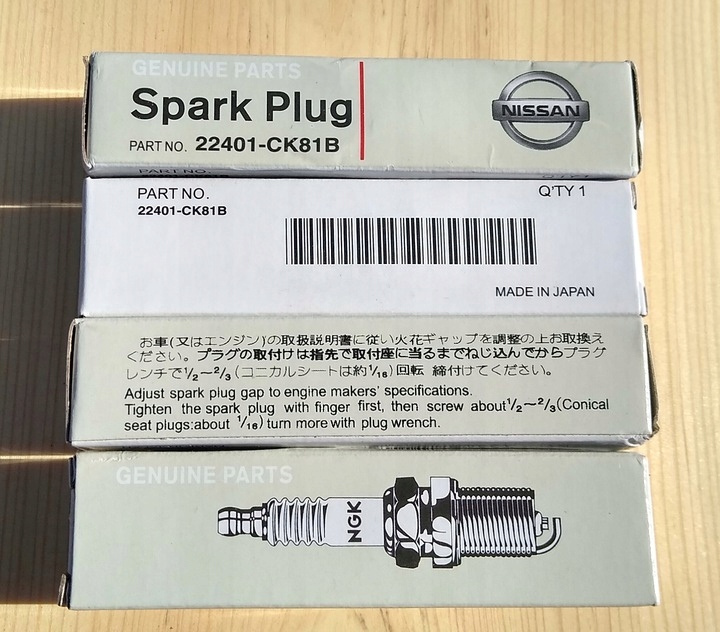 GENUINE PARTS
Spark Plug
PART NO. 22401-CK81B
NISSAN
PART NO.
PART NO. Q'TY 1
22401-CK81B
MADE IN JAPAN
お車(又はエンジン)の取扱説明書に従い火花ギャップを調整の上お取換え
ください。プラグの取付けは指先で取付座に当るまでねじ込んでからプラグ
レンチで1/2〜2/3(コニカルシートは約1/16)回転 締付けてください。
Adjust spark plug gap to engine makers' specifications.
Tighten the spark plug with finger first, then screw about 1/2〜2/3(Conical
seat plugs:about 1/16) turn more with plug wrench.
GENUINE PARTS
NGK